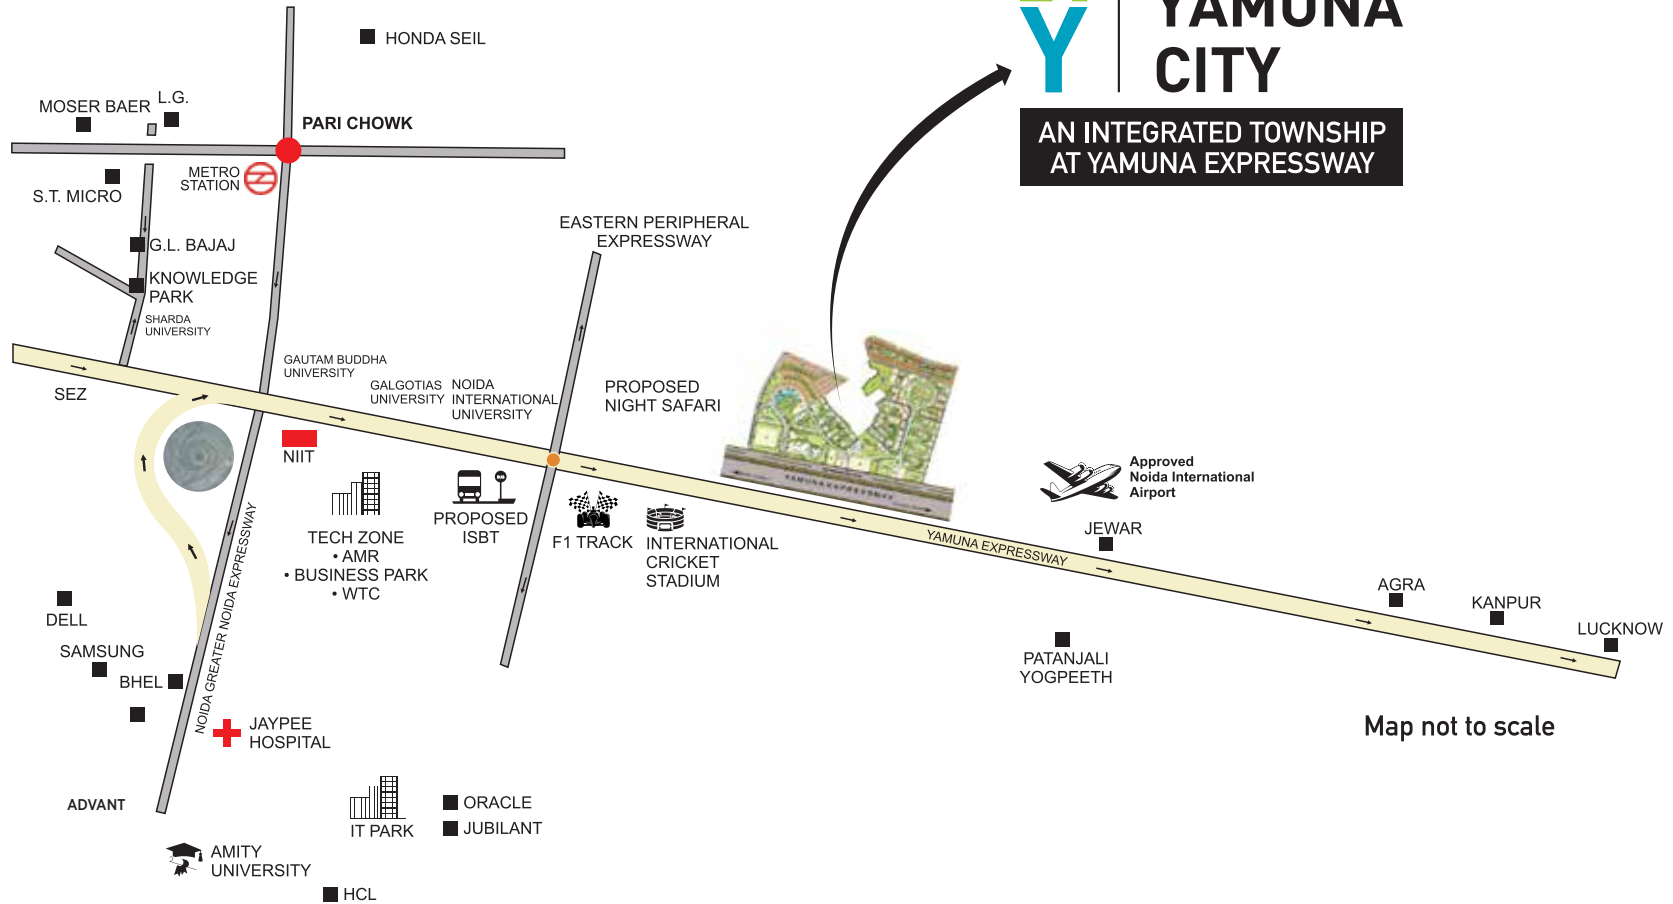 YAMUNA
CITY
AN INTEGRATED TOWNSHIP
AT YAMUNA EXPRESSWAY
HONDA SEIL
MOSER BAER
L.G.
PARI CHOWK
METRO
STATION
S.T. MICRO
G.L. BAJAJ
KNOWLEDGE
PARK
SHARDA
UNIVERSITY
EASTERN PERIPHERAL
EXPRESSWAY
SEZ
GAUTAM BUDDHA
UNIVERSITY
GALGOTIAS
UNIVERSITY
NOIDA
INTERNATIONAL
UNIVERSITY
PROPOSED
NIGHT SAFARI
YAMUNA EXPRESSWAY
NIIT
TECH ZONE
• AMR
• BUSINESS PARK
• WTC
PROPOSED
ISBT
F1 TRACK
INTERNATIONAL
CRICKET
STADIUM
Approved
Noida International
Airport
JEWAR
YAMUNA EXPRESSWAY
AGRA
KANPUR
LUCKNOW
PATANJALI
YOGPEETH
NOIDA GREATER NOIDA EXPRESSWAY
DELL
SAMSUNG
BHEL
JAYPEE
HOSPITAL
Map not to scale
ADVANT
IT PARK
ORACLE
JUBILANT
AMITY
UNIVERSITY
HCL